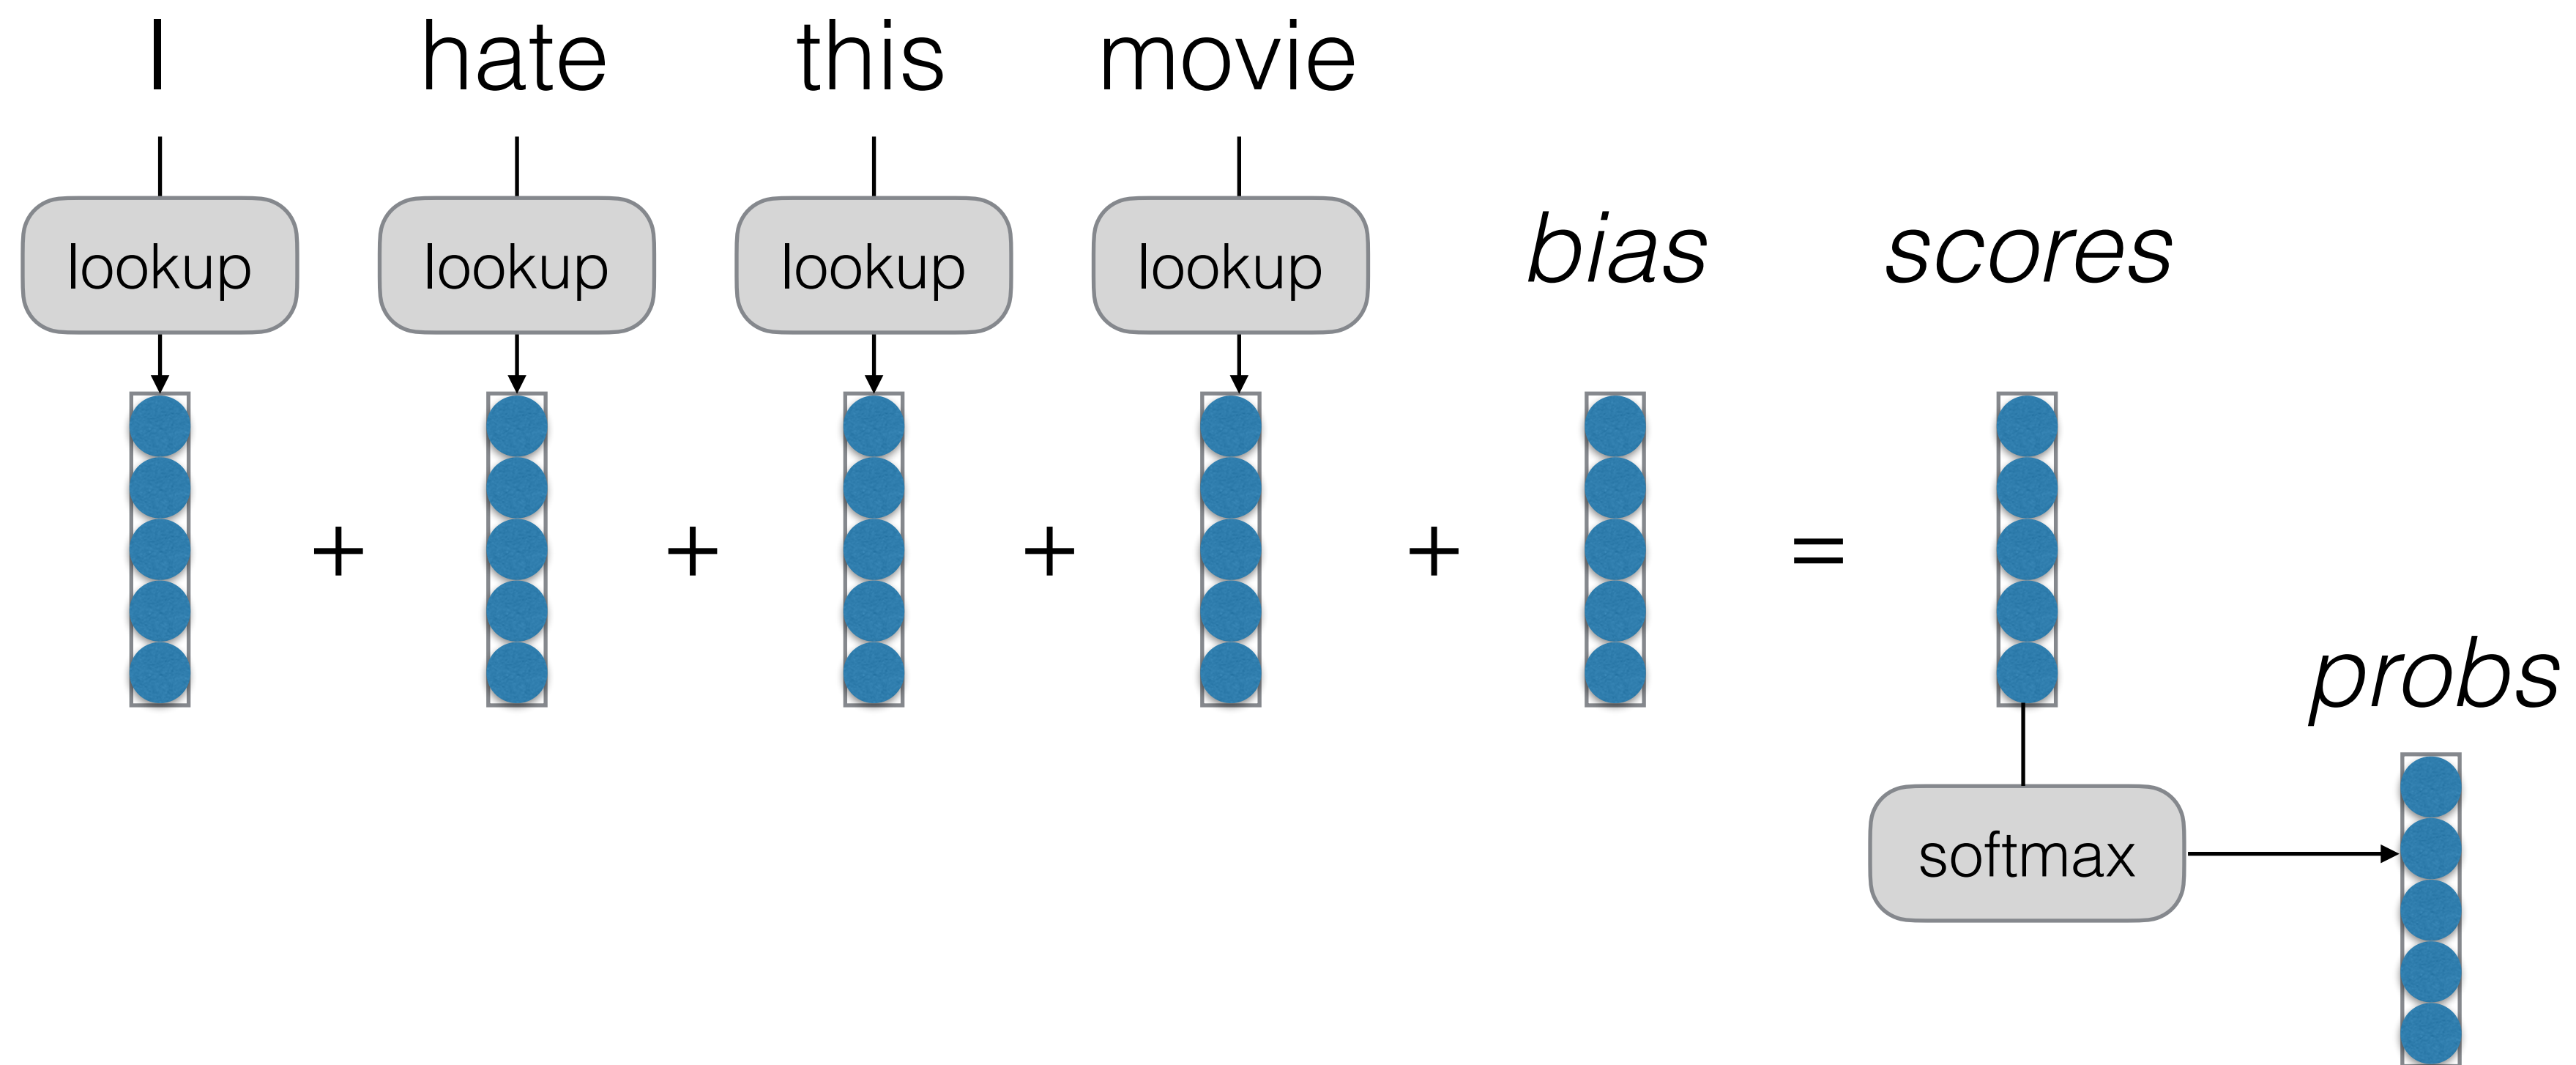 I hate this movie
lookup lookup lookup lookup bias scores
+ + + + =
probs
softmax